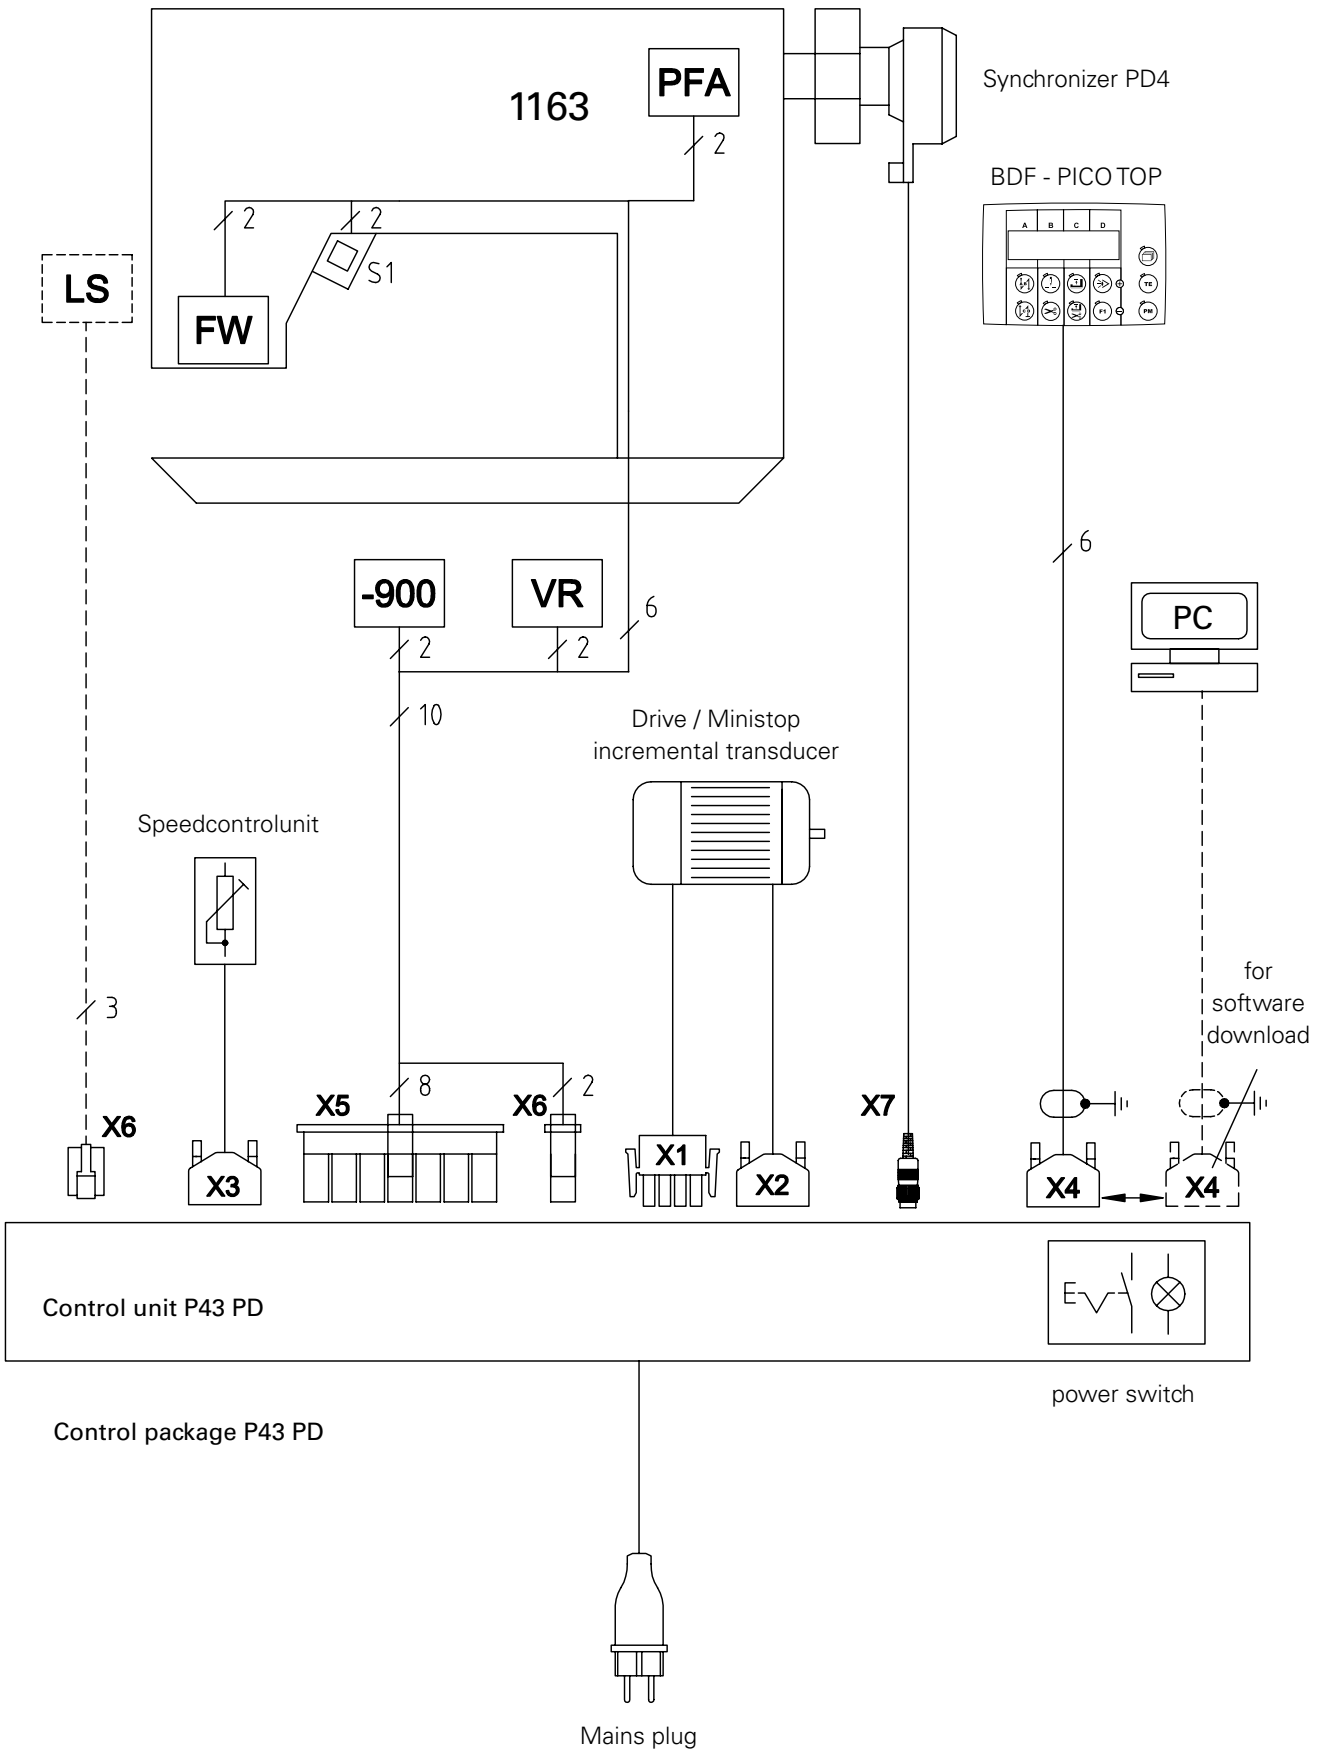 PFA
1163
Synchronizer PD4
2
BDF - PICO TOP
2
2
A B C D
S1
LS
TE
FW
F1
PM
6
-900
VR
6
PC
2
2
10
Drive / Ministop
incremental transducer
Speedcontrolunit
for
software
download
3
8
2
X5
X6
X7
X6
X1
X3
X2
X4
X4
Control unit P43 PD
power switch
Control package P43 PD
Mains plug